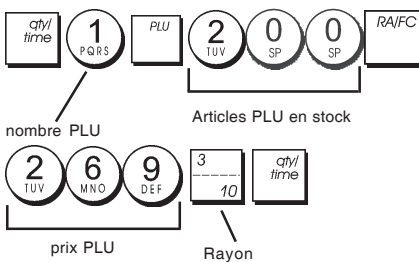 qty/ time 1 PQRS PLU 2 TUV 0 SP 0 SP RA/FC
nombre PLU
Articles PLU en stock
2 TUV 6 MNO 9 DEF 3 10 qty/ time
prix PLU
Rayon